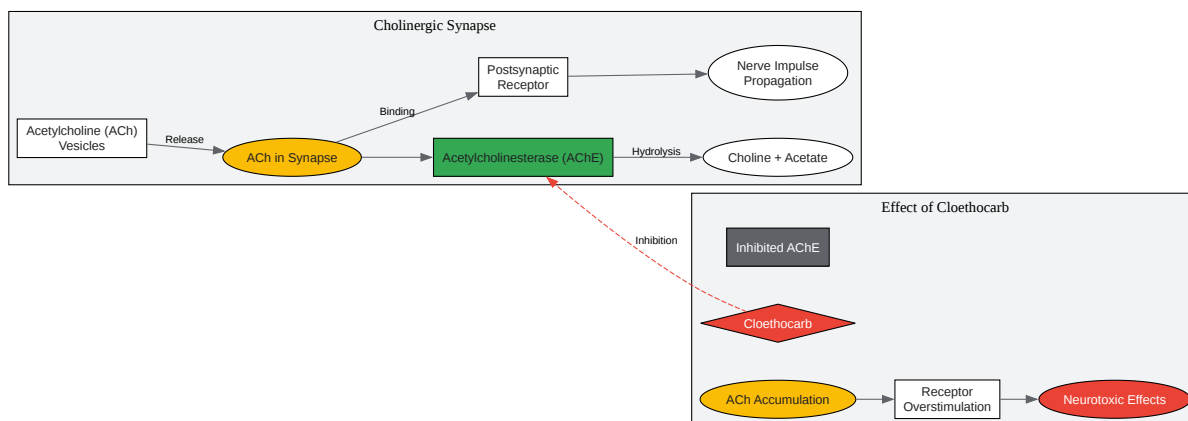 Cholinergic Synapse
Acetylcholine (ACh)
Vesicles
Release
ACh in Synapse
Binding
Postsynaptic
Receptor
Nerve Impulse
Propagation
Acetylcholinesterase (AChE)
Hydrolysis
Choline + Acetate
Inhibition
Effect of Cloethocarb
Inhibited AChE
Cloethocarb
ACh Accumulation
Receptor
Overstimulation
Neurotoxic Effects